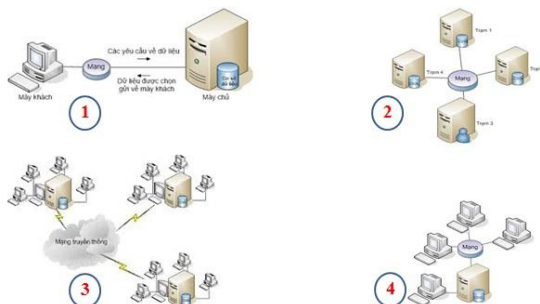 Các yêu cầu về dữ liệu
Mạng
Dữ liệu được chọn
gửi về máy khách
Máy khách
Máy chủ
1
Trạm 1
Trạm 4
Mạng
Trạm 3
2
Mạng truyền thông
3
Mạng
4